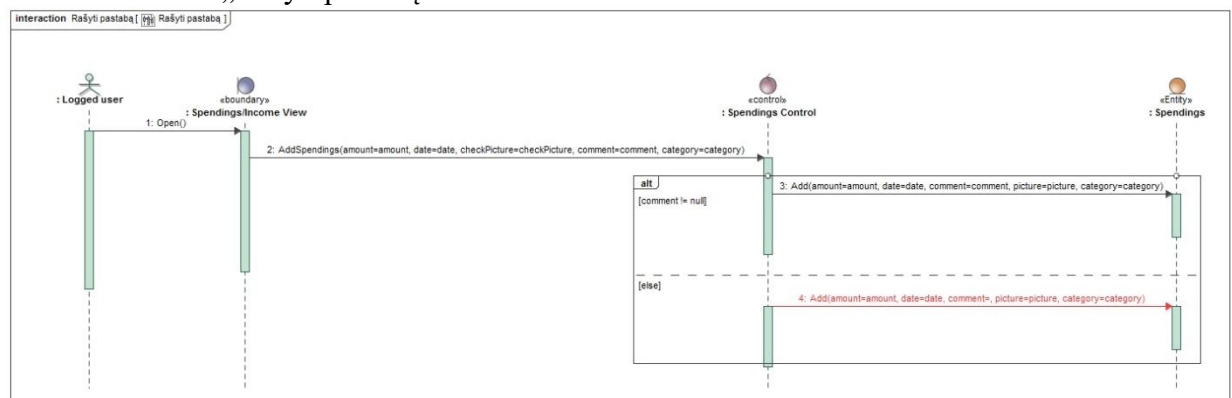 interaction Rašyti pastabą [ Rašyti pastabą ]
: Logged user
«boundary»
: Spendings/Income View
«control»
: Spendings Control
«Entity»
: Spendings
1: Open()
2: AddSpendings(amount=amount, date=date, checkPicture=checkPicture, comment=comment, category=category)
alt
3: Add(amount=amount, date=date, comment=comment, picture=picture, category=category)
[comment != null]
[else]
4: Add(amount=amount, date=date, comment=, picture=picture, category=category)